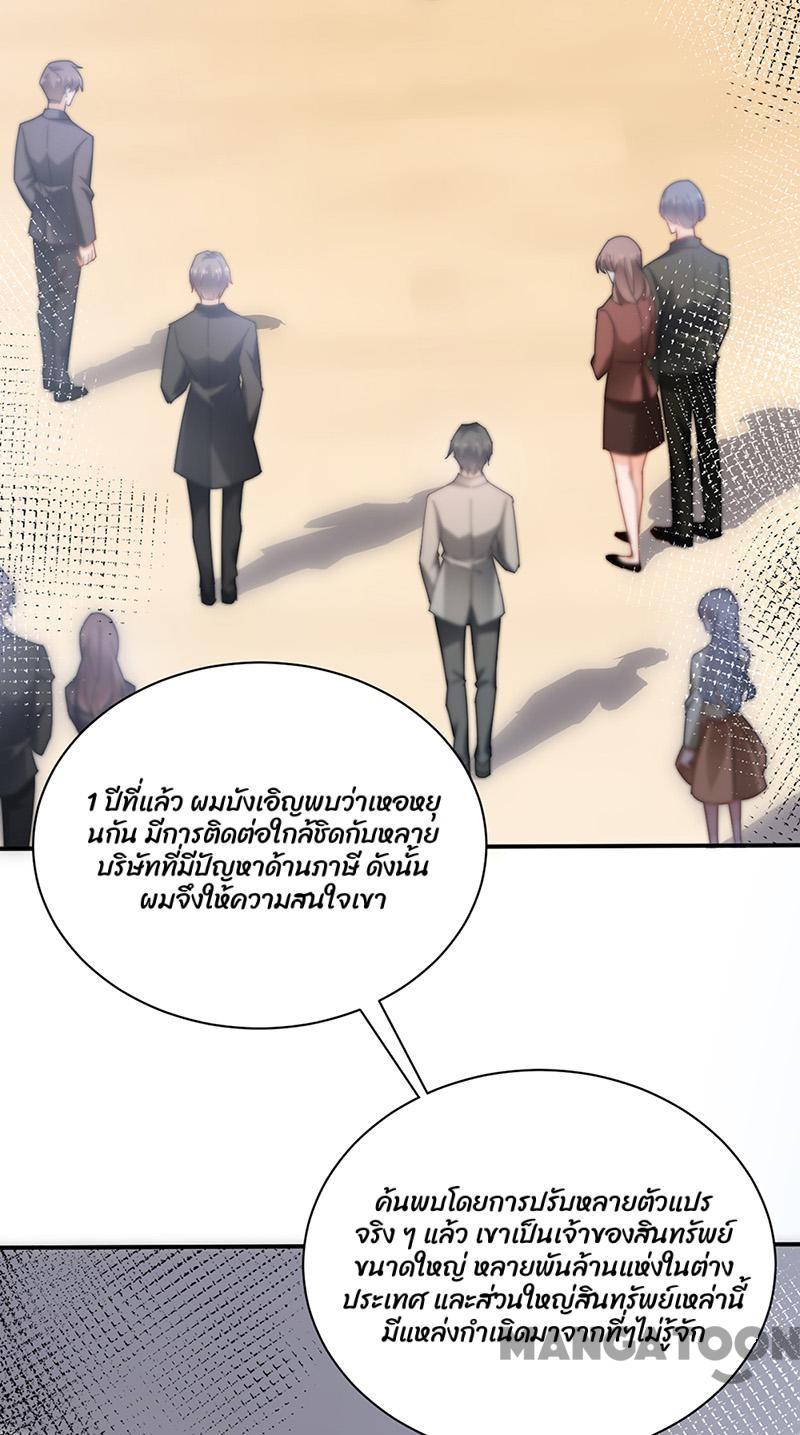 1 ปีที่แล้ว ผมบังเอิญพบว่าเหอหยุ
นกัน มีการติดต่อใกล้ชิดกับหลาย
บริษัทที่มีปัญหาด้านภาษี ดังนั้น
ผมจึงให้ความสนใจเขา
ค้นพบโดยการปรับหลายตัวแปร
จริง ๆ แล้ว เขาเป็นเจ้าของสินทรัพย์
ขนาดใหญ่ หลายพันล้านแห่งในต่าง
ประเทศ และส่วนใหญ่สินทรัพย์เหล่านี้
มีแหล่งกำเนิดมาจากที่ๆไม่รู้จัก
MANGATOON